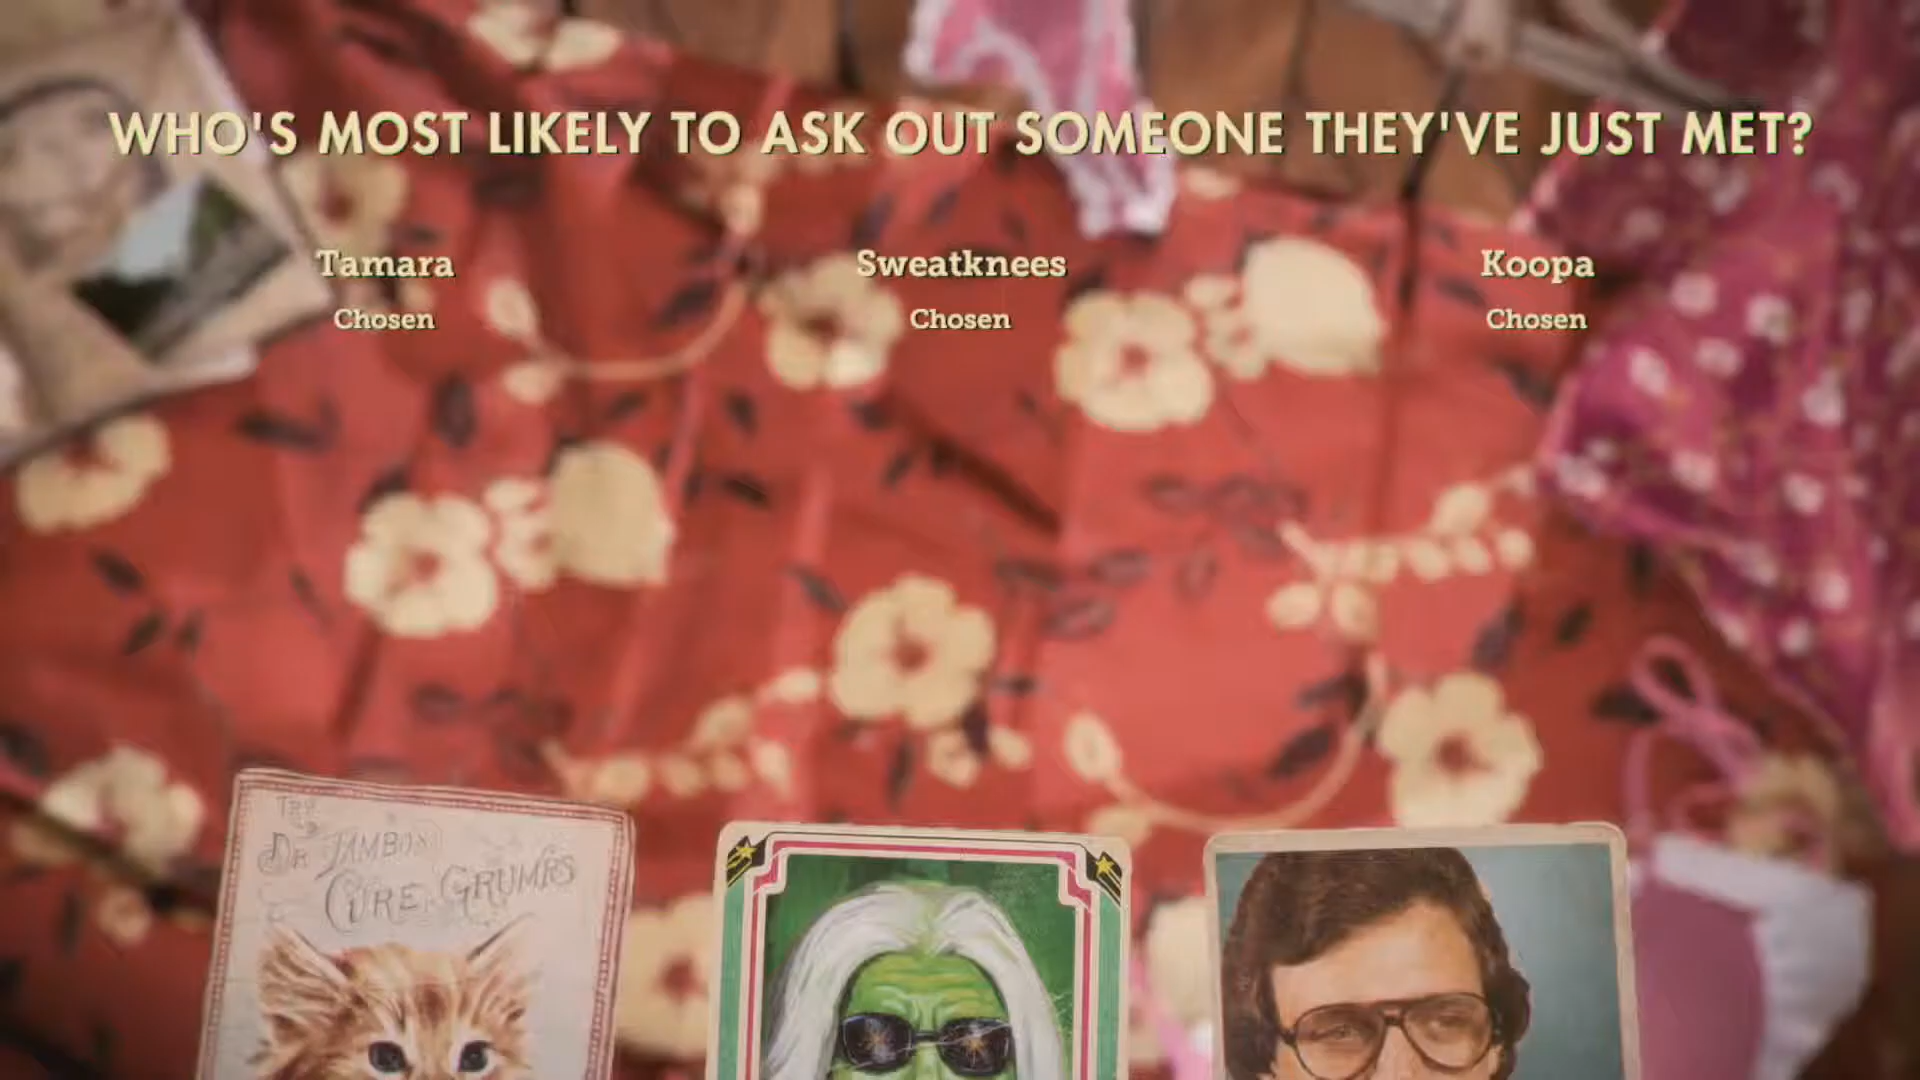 WHO'S MOST LIKELY TO ASK OUT SOMEONE THEY'VE JUST MET?
Tamara
Sweatknees
Koopa
Chosen
Chosen
Chosen
DR JAMBOX
CURE GRUMPS